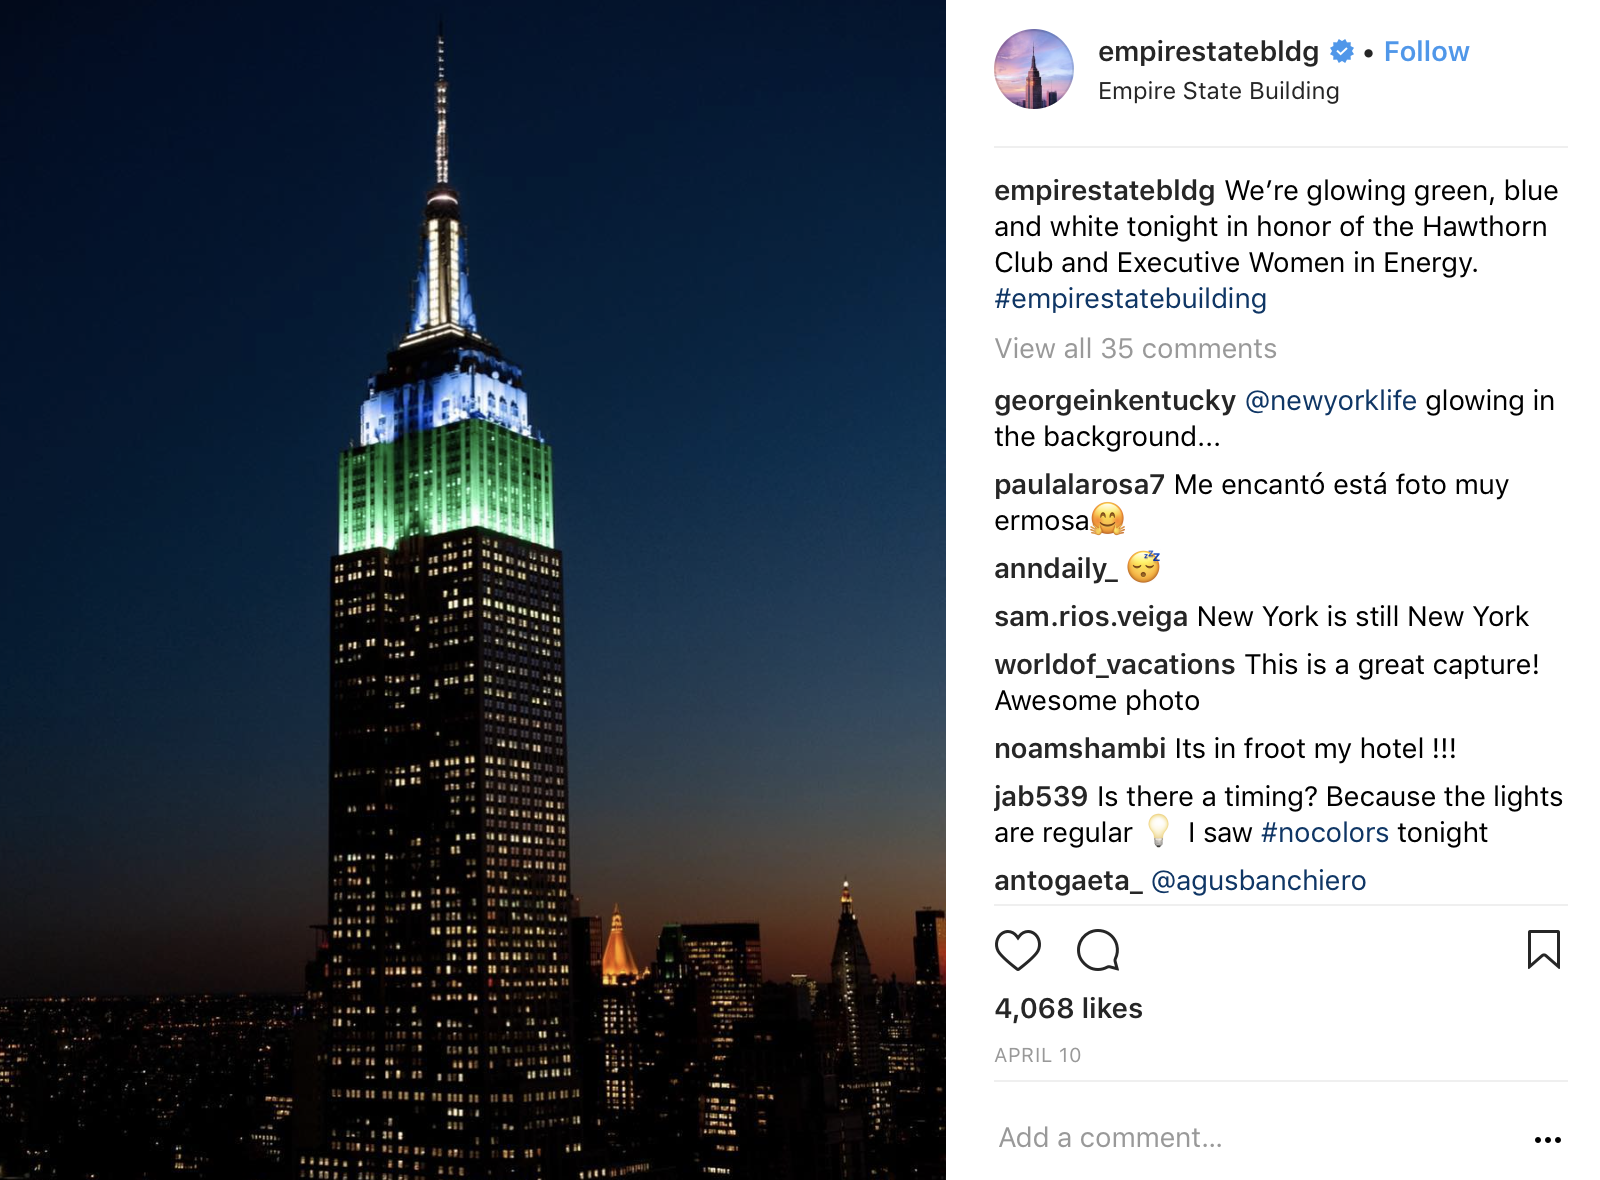 empirestatebldg • Follow
Empire State Building
empirestatebldg We’re glowing green, blue
and white tonight in honor of the Hawthorn
Club and Executive Women in Energy.
#empirestatebuilding
View all 35 comments
georgeinkentucky @newyorklife glowing in
the background...
paulalarosa7 Me encantó está foto muy
ermosa🤗
anndaily_ 😴
sam.rios.veiga New York is still New York
worldof_vacations This is a great capture!
Awesome photo
noamshambi Its in froot my hotel !!!
jab539 Is there a timing? Because the lights
are regular 💡 I saw #nocolors tonight
antogaeta_ @agusbanchiero
4,068 likes
APRIL 10
Add a comment...